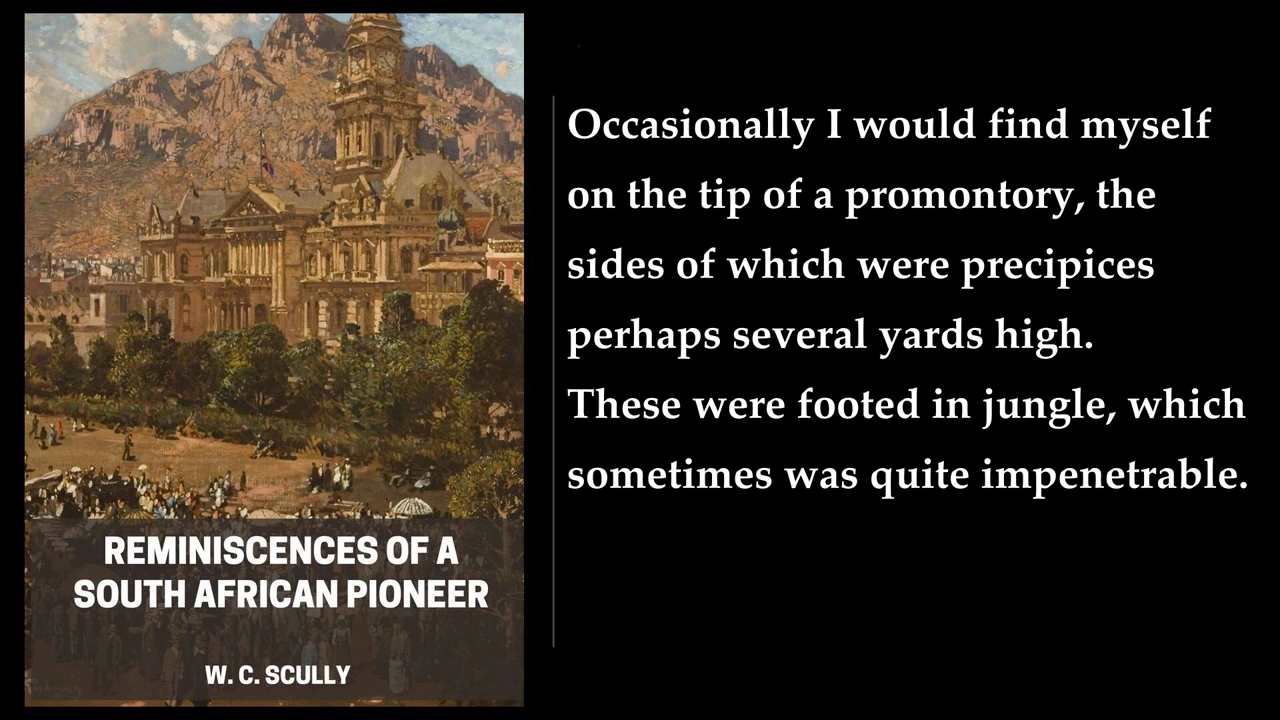 Occasionally I would find myself
on the tip of a promontory, the
sides of which were precipices
perhaps several yards high.
These were footed in jungle, which
sometimes was quite impenetrable.
REMINISCENCES OF A
SOUTH AFRICAN PIONEER
W. C. SCULLY